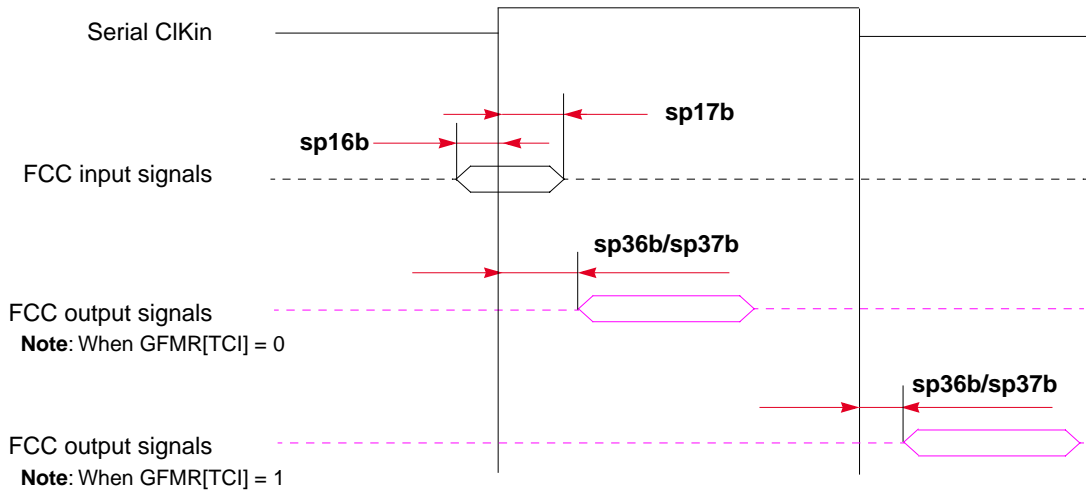 Serial ClKin
sp17b
sp16b
FCC input signals
sp36b/sp37b
FCC output signals
Note: When GFMR[TCI] = 0
sp36b/sp37b
FCC output signals
Note: When GFMR[TCI] = 1